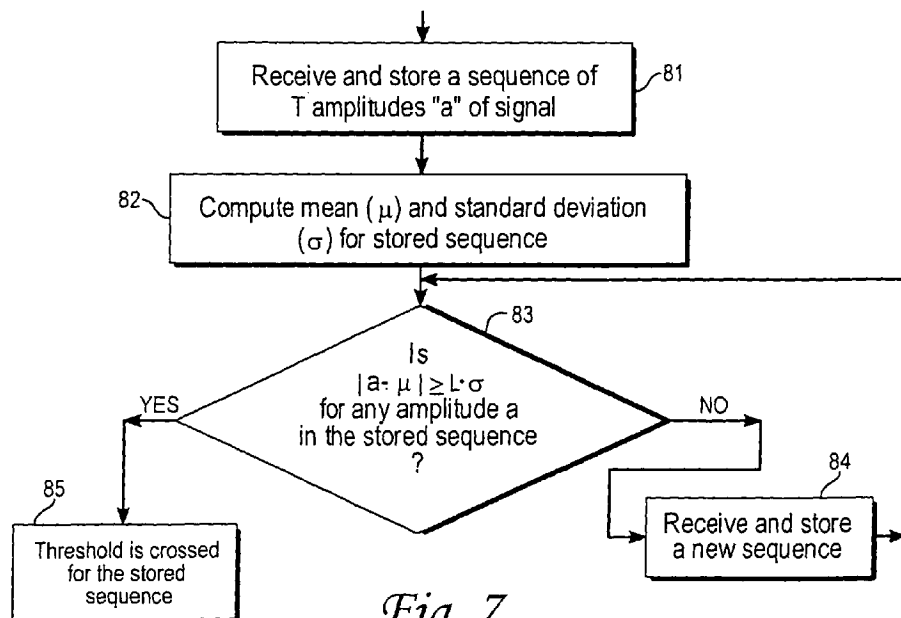 Receive and store a sequence of
T amplitudes "a" of signal
81
82
Compute mean (μ) and standard deviation
(σ) for stored sequence
83
Is
|a- μ| ≥ L·σ
for any amplitude a
in the stored sequence
?
YES
NO
85
Threshold is crossed
for the stored
sequence
84
Receive and store
a new sequence
Fig. 7